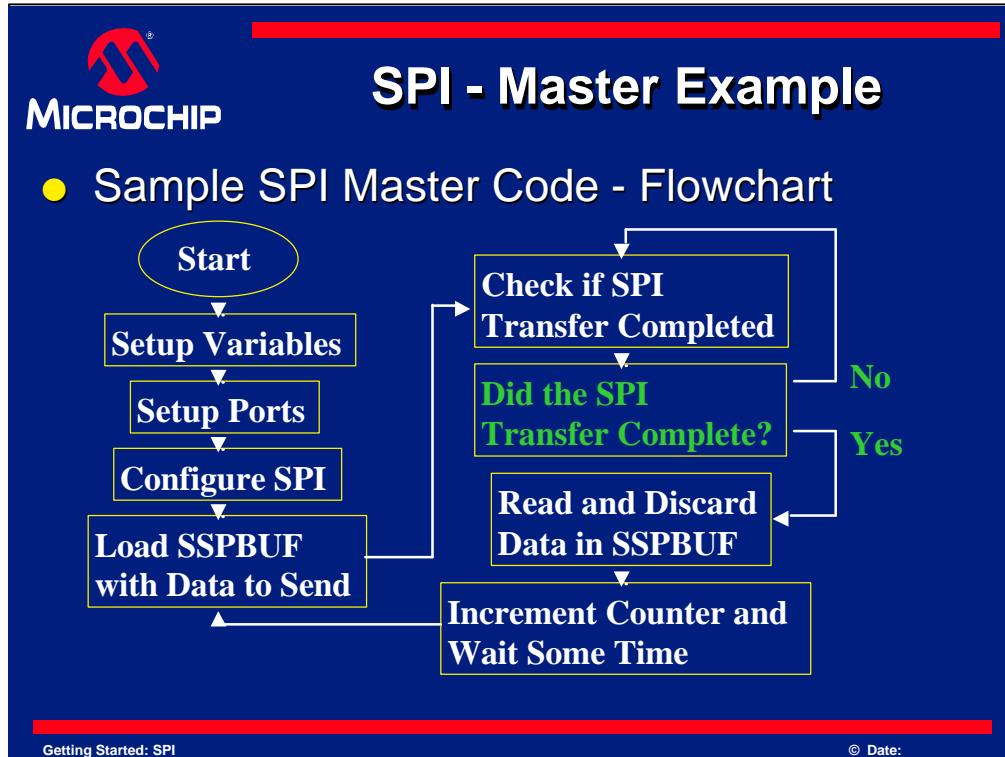 ®
MICROCHIP
SPI - Master Example
Sample SPI Master Code - Flowchart
Start
Setup Variables
Setup Ports
Configure SPI
Load SSPBUF
with Data to Send
Check if SPI
Transfer Completed
Did the SPI
Transfer Complete?
No
Yes
Read and Discard
Data in SSPBUF
Increment Counter and
Wait Some Time
Getting Started: SPI
© Date: